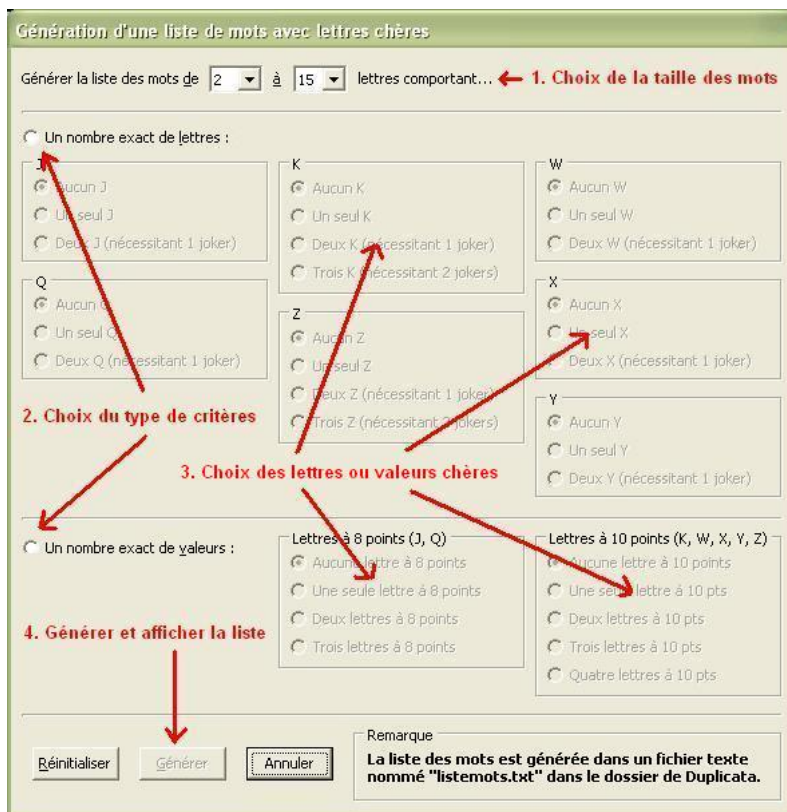 Génération d'une liste de mots avec lettres chères
Générer la liste des mots de 2 à 15 lettres comportant... 1. Choix de la taille des mots
Un nombre exact de lettres :
J
Aucun J
Un seul J
Deux J (nécessitant 1 joker)
K
Aucun K
Un seul K
Deux K (nécessitant 1 joker)
Trois K (nécessitant 2 jokers)
W
Aucun W
Un seul W
Deux W (nécessitant 1 joker)
Q
Aucun Q
Un seul Q
Deux Q (nécessitant 1 joker)
Z
Aucun Z
Un seul Z
Deux Z (nécessitant 1 joker)
Trois Z (nécessitant 2 jokers)
X
Aucun X
Un seul X
Deux X (nécessitant 1 joker)
Y
Aucun Y
Un seul Y
Deux Y (nécessitant 1 joker)
2. Choix du type de critères
3. Choix des lettres ou valeurs chères
Un nombre exact de valeurs :
Lettres à 8 points (J, Q)
Aucune lettre à 8 points
Une seule lettre à 8 points
Deux lettres à 8 points
Trois lettres à 8 points
Lettres à 10 points (K, W, X, Y, Z)
Aucune lettre à 10 points
Une seule lettre à 10 pts
Deux lettres à 10 pts
Trois lettres à 10 pts
Quatre lettres à 10 pts
4. Générer et afficher la liste
Réinitialiser
Générer
Annuler
Remarque
La liste des mots est générée dans un fichier texte
nommé "listemots.txt" dans le dossier de Duplicata.